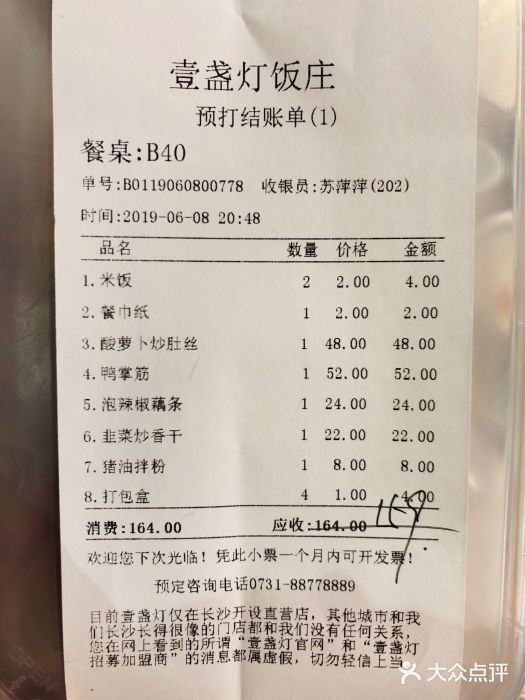 壹盏灯饭庄
预打结账单(1)
餐桌:B40
单号:B0119060800778 收银员:苏萍萍(202)
时间:2019-06-08 20:48
品名 数量 价格 金额
1.米饭 2 2.00 4.00
2.餐巾纸 1 2.00 2.00
3.酸萝卜炒肚丝 1 48.00 48.00
4.鸭掌筋 1 52.00 52.00
5.泡辣椒藕条 1 24.00 24.00
6.韭菜炒香干 1 22.00 22.00
7.猪油拌粉 1 8.00 8.00
8.打包盒 4 1.00 4.00
消费:164.00 应收:164.00
欢迎您下次光临！凭此小票一个月内可开发票！
预定咨询电话0731-88778889
目前壹盏灯仅在长沙开设直营店，其他城市和我
们长沙长得很像的门店都和我们没有任何关系，
您在网上看到的所谓“壹盏灯官网”和“壹盏灯
招募加盟商”的消息都属虚假，切勿轻信上当
大众点评